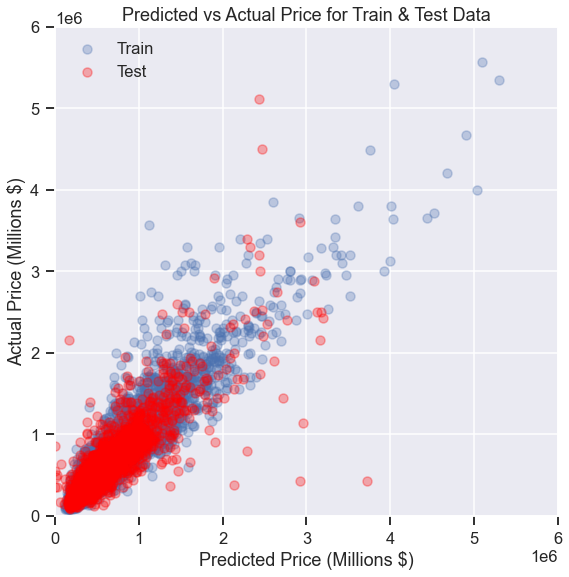 Predicted vs Actual Price for Train & Test Data
1e6
6
Train
Test
5
4
3
2
1
0
Actual Price (Millions $)
0 1 2 3 4 5 6
Predicted Price (Millions $)
1e6